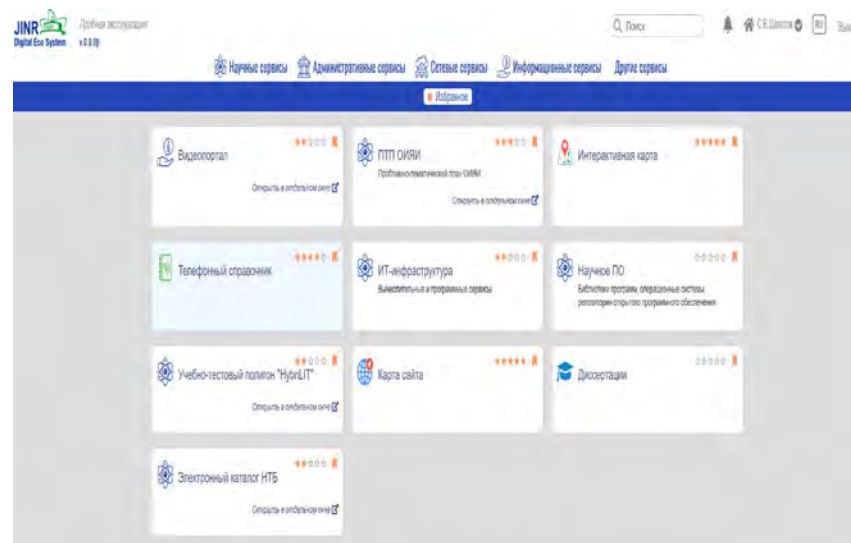 JINR
Digital Eco System
Пробная эксплуатация
Поиск
RU
Научные сервисы
Административные сервисы
Сетевые сервисы
Информационные сервисы
Другие сервисы
Избранное
Видеопортал
Открыть в отдельном окне
ПТП ОИЯИ
Проблемно-тематический план ОИЯИ
Открыть в отдельном окне
Интерактивная карта
Телефонный справочник
ИТ-инфраструктура
Вычислительные и программные сервисы
Научное ПО
Библиотеки программ, операционные системы,
репозитории открытого программного обеспечения
Учебно-тестовый полигон "HybriLIT"
Открыть в отдельном окне
Карта сайта
Диссертации
Электронный каталог НТБ
Открыть в отдельном окне